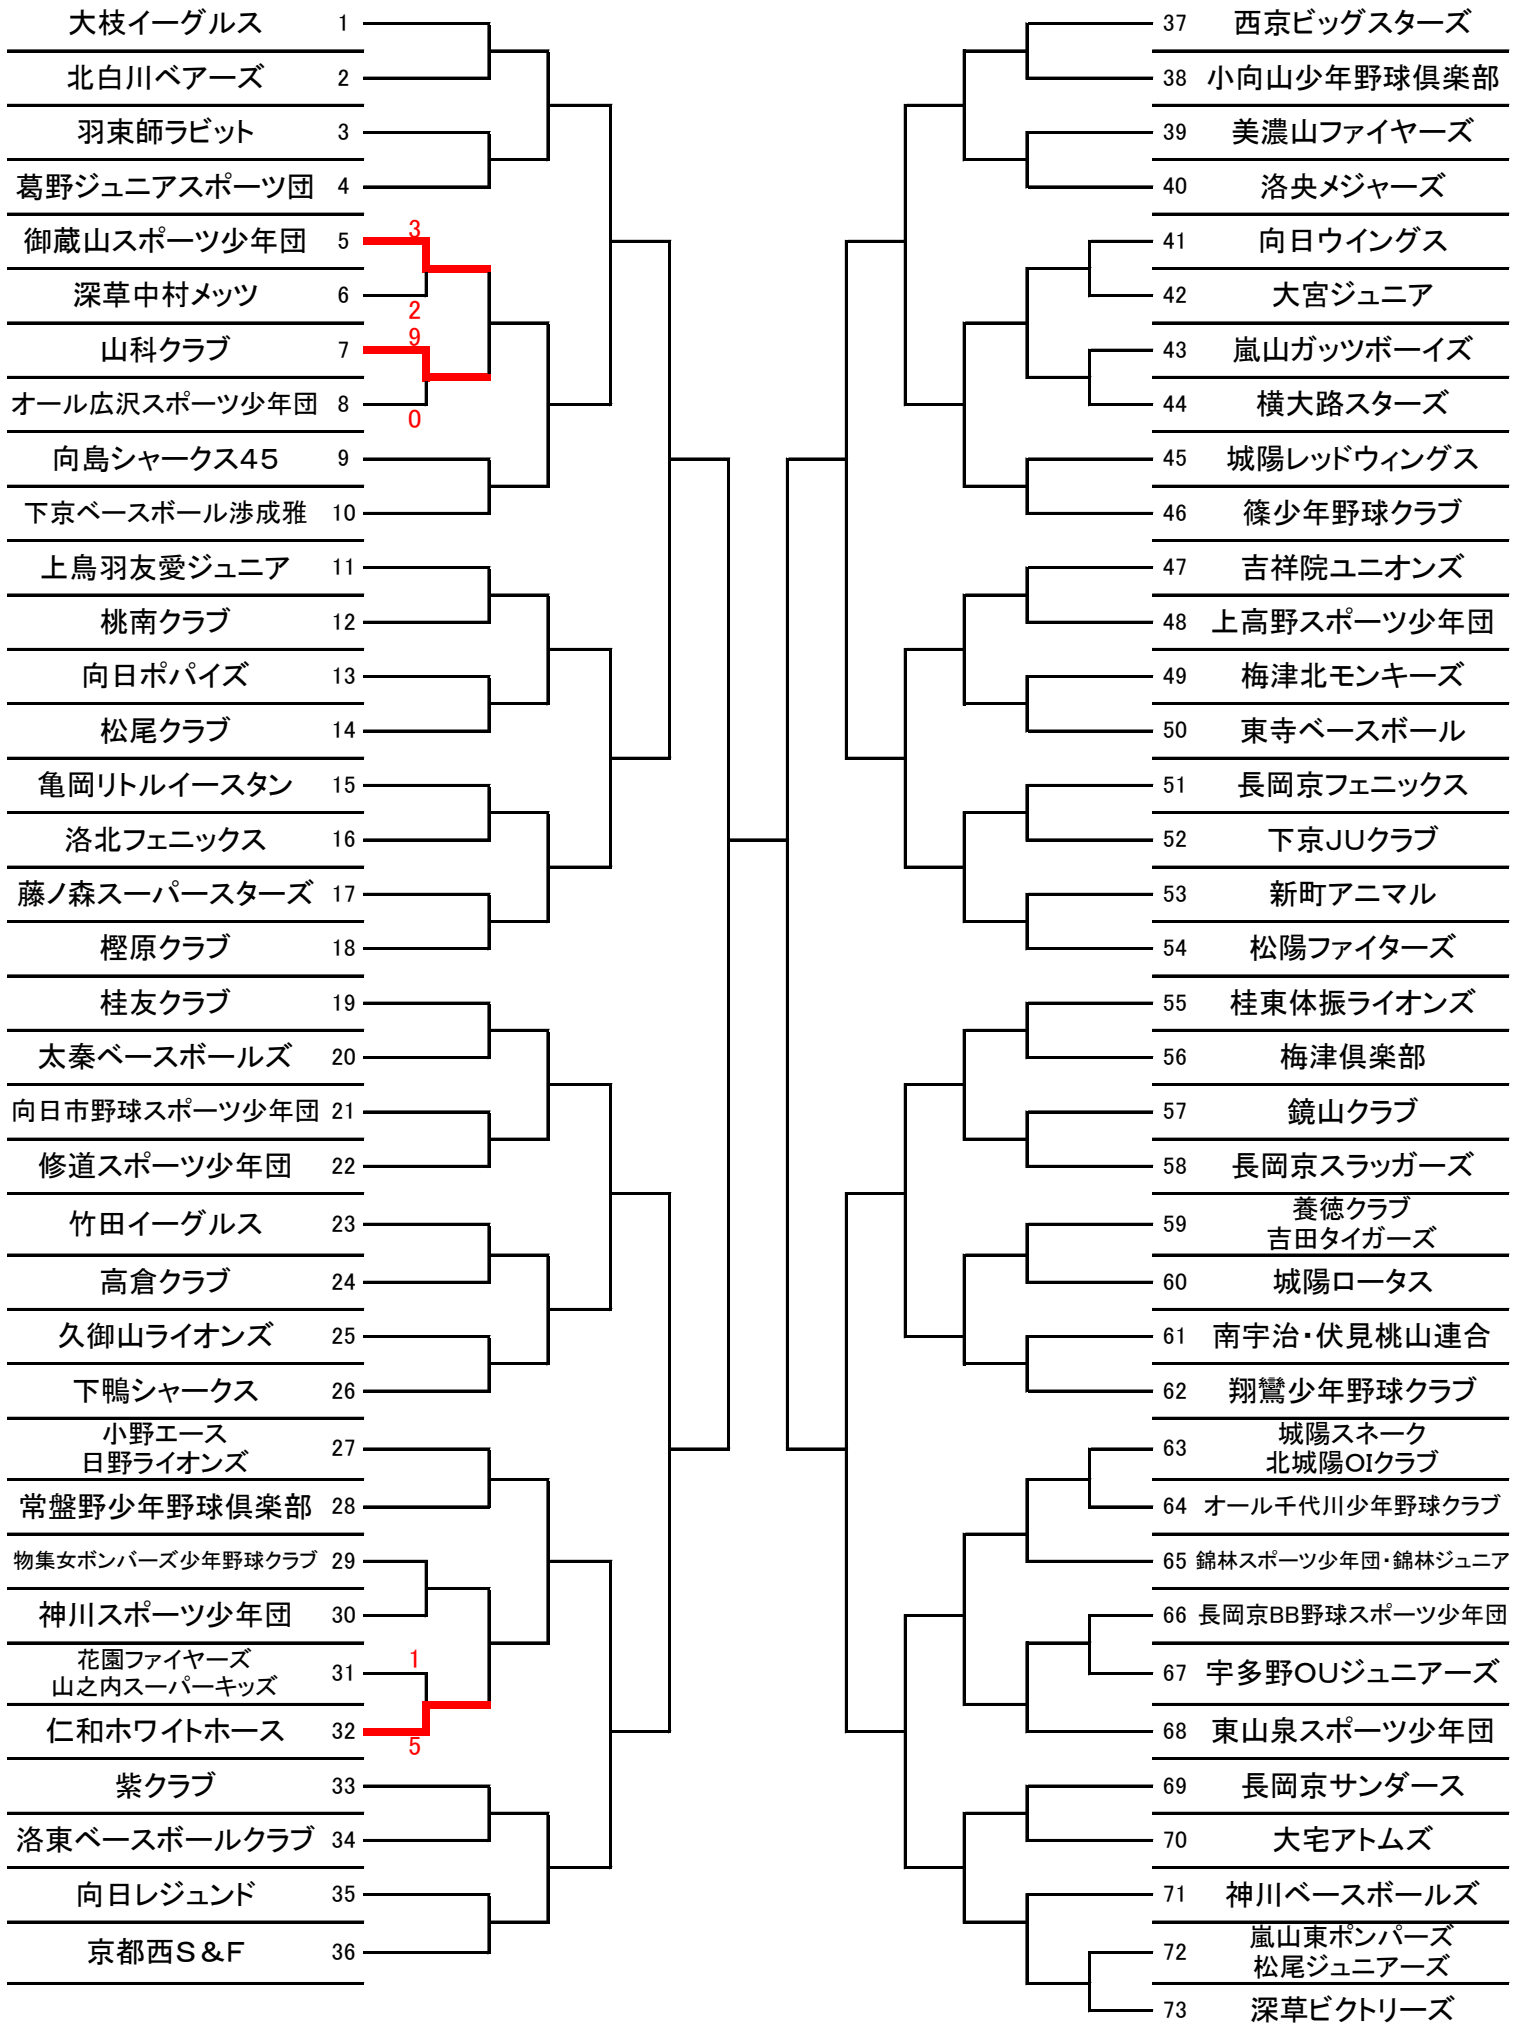 大枝イーグルス 1
北白川ベアーズ 2
羽束師ラビット 3
葛野ジュニアスポーツ団 4
御蔵山スポーツ少年団 5
3
深草中村メッツ 6
2
山科クラブ 7
9
オール広沢スポーツ少年団 8
0
向島シャークス45 9
下京ベースボール渉成雅 10
上鳥羽友愛ジュニア 11
桃南クラブ 12
向日ポパイズ 13
松尾クラブ 14
亀岡リトルイースタン 15
洛北フェニックス 16
藤ノ森スーパースターズ 17
樫原クラブ 18
桂友クラブ 19
太秦ベースボールズ 20
向日市野球スポーツ少年団 21
修道スポーツ少年団 22
竹田イーグルス 23
高倉クラブ 24
久御山ライオンズ 25
下鴨シャークス 26
小野エース
日野ライオンズ
27
常盤野少年野球倶楽部 28
物集女ボンバーズ少年野球クラブ 29
神川スポーツ少年団 30
花園ファイヤーズ
山之内スーパーキッズ
31
1
仁和ホワイトホース 32
5
紫クラブ 33
洛東ベースボールクラブ 34
向日レジェンド 35
京都西S&F 36
37 西京ビッグスターズ
38 小向山少年野球倶楽部
39 美濃山ファイヤーズ
40 洛央メジャーズ
41 向日ウイングス
42 大宮ジュニア
43 嵐山ガッツボーイズ
44 横大路スターズ
45 城陽レッドウィングス
46 篠少年野球クラブ
47 吉祥院ユニオンズ
48 上高野スポーツ少年団
49 梅津北モンキーズ
50 東寺ベースボール
51 長岡京フェニックス
52 下京JUクラブ
53 新町アニマル
54 松陽ファイターズ
55 桂東体振ライオンズ
56 梅津倶楽部
57 鏡山クラブ
58 長岡京スラッガーズ
59
養徳クラブ
吉田タイガーズ
60 城陽ロータス
61 南宇治・伏見桃山連合
62 翔鸞少年野球クラブ
63
城陽スネーク
北城陽OIクラブ
64 オール千代川少年野球クラブ
65 錦林スポーツ少年団・錦林ジュニア
66 長岡京BB野球スポーツ少年団
67 宇多野OUジュニアーズ
68 東山泉スポーツ少年団
69 長岡京サンダース
70 大宅アトムズ
71 神川ベースボールズ
72
嵐山東ポンパーズ
松尾ジュニアーズ
73 深草ビクトリーズ